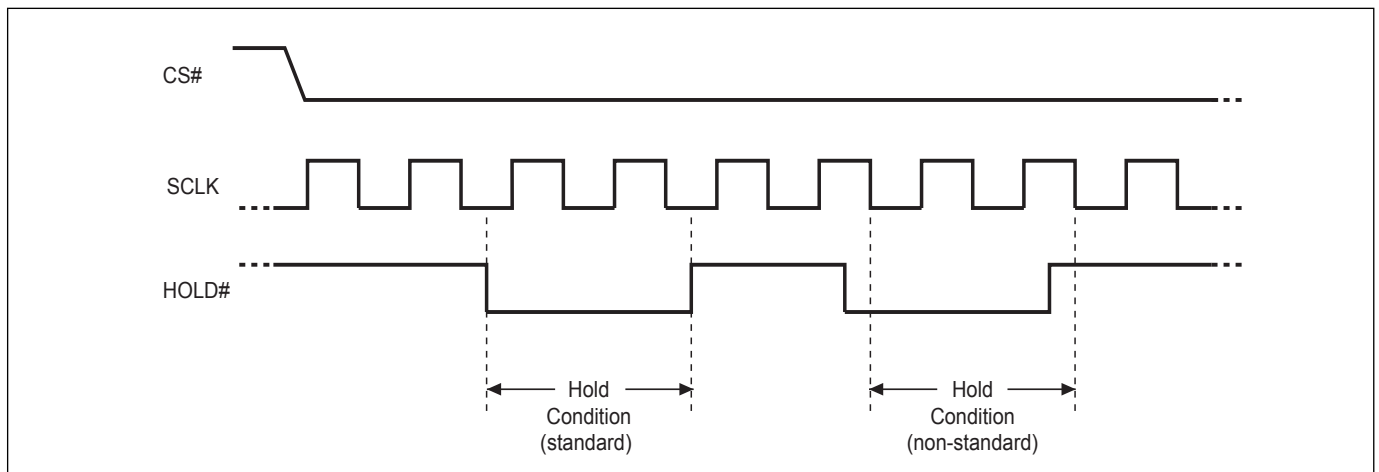 CS#
SCLK
HOLD#
Hold
Condition
(standard)
Hold
Condition
(non-standard)